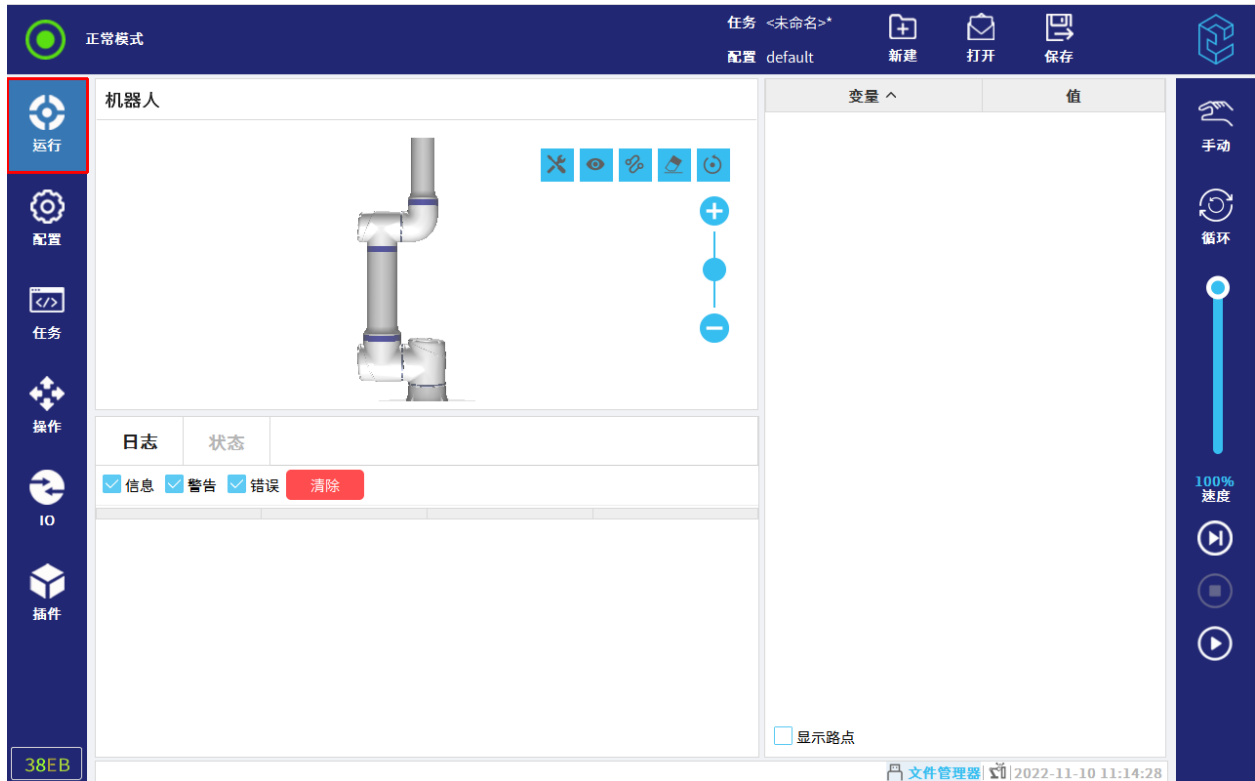 正常模式
任务 <未命名>*
配置 default
新建
打开
保存
运行
配置
任务
操作
IO
插件
38EB
机器人
日志 状态
信息 警告 错误 清除
变量 值
显示路点
文件管理器 2022-11-10 11:14:28
手动
循环
100%
速度